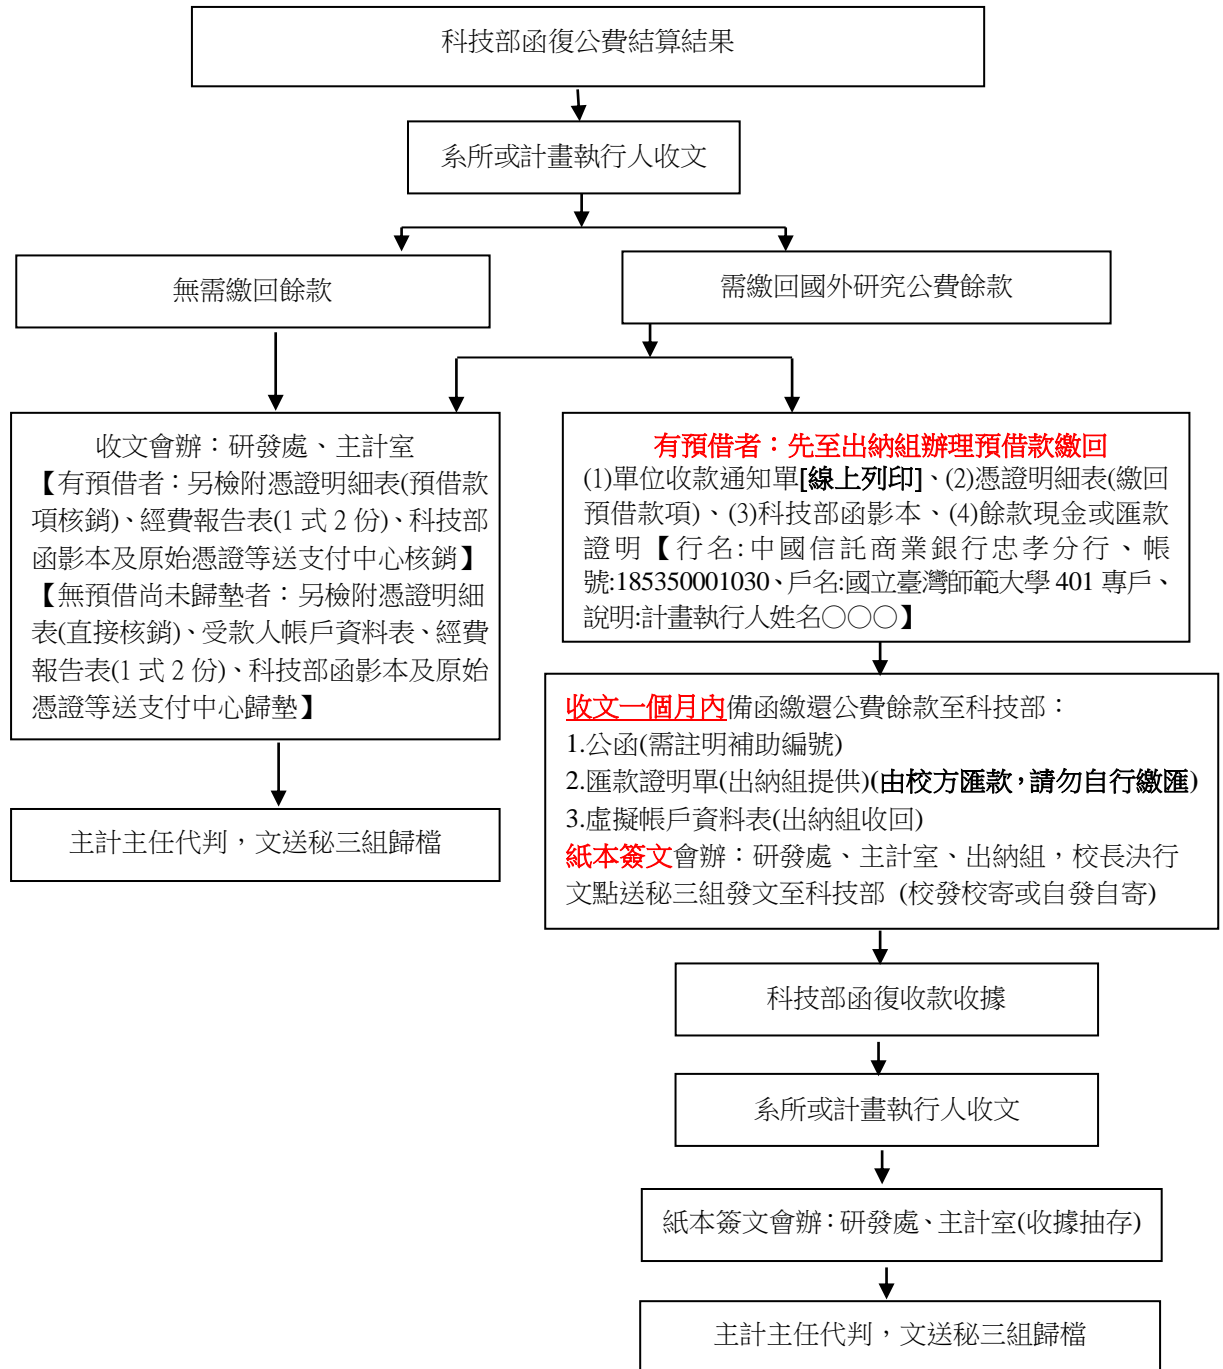 科技部函復公費結算結果
系所或計畫執行人收文
無需繳回餘款
需繳回國外研究公費餘款
收文會辦：研發處、主計室
【有預借者：另檢附憑證明細表(預借款
項核銷)、經費報告表(1 式 2 份)、科技部
函影本及原始憑證等送支付中心核銷】
【無預借尚未歸墊者：另檢附憑證明細
表(直接核銷)、受款人帳戶資料表、經費
報告表(1 式 2 份)、科技部函影本及原始
憑證等送支付中心歸墊】
主計主任代判，文送秘三組歸檔
有預借者：先至出納組辦理預借款繳回
(1)單位收款通知單[線上列印]、(2)憑證明細表(繳回
預借款項)、(3)科技部函影本、(4)餘款現金或匯款
證明【行名:中國信託商業銀行忠孝分行、帳
號:185350001030、戶名:國立臺灣師範大學 401 專戶、
說明:計畫執行人姓名○○○】
收文一個月內備函繳還公費餘款至科技部：
1.公函(需註明補助編號)
2.匯款證明單(出納組提供)(由校方匯款，請勿自行繳匯)
3.虛擬帳戶資料表(出納組收回)
紙本簽文會辦：研發處、主計室、出納組，校長決行
文點送秘三組發文至科技部 (校發校寄或自發自寄)
科技部函復收款收據
系所或計畫執行人收文
紙本簽文會辦：研發處、主計室(收據抽存)
主計主任代判，文送秘三組歸檔